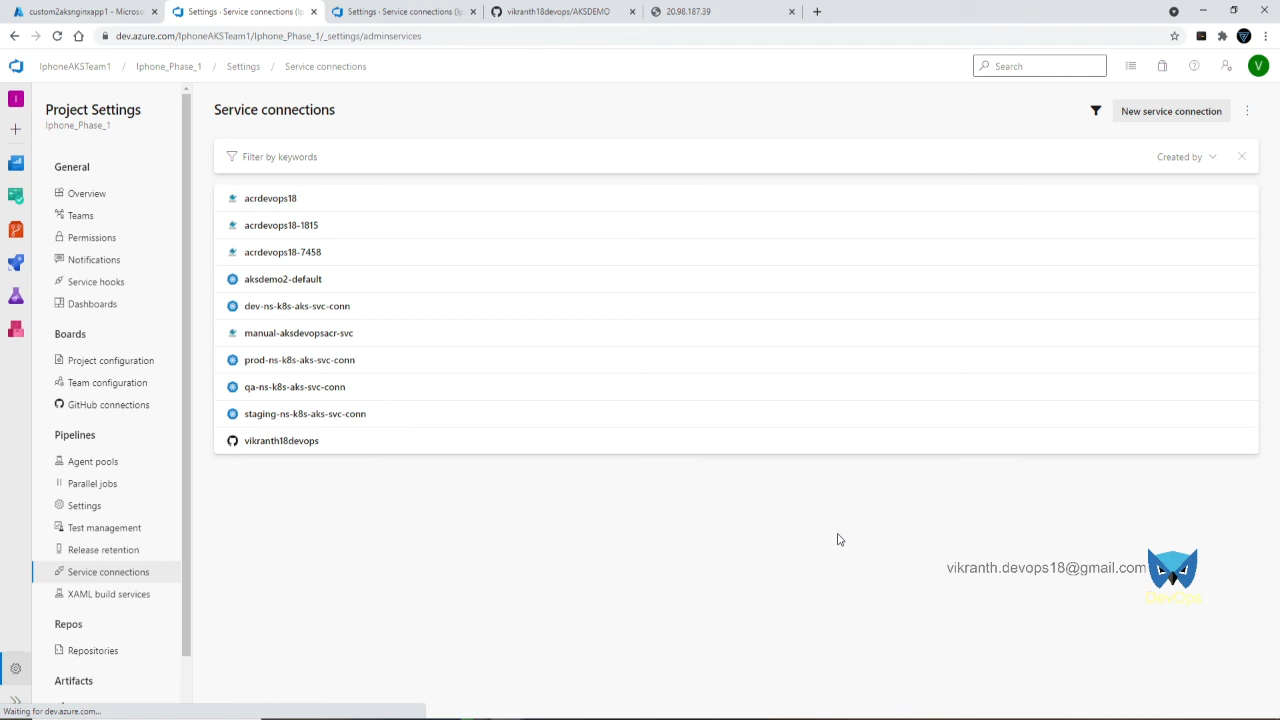 custom2aksnginxapp1 - Microsof
Settings - Service connections (ip
Settings - Service connections (I
vikranth18devops/AKSDEMO
20.98.187.39
dev.azure.com/IphoneAKSTeam1/Iphone_Phase_1/_settings/adminservices
IphoneAKSTeam1 / Iphone_Phase_1 / Settings / Service connections
Search
V
I
Project Settings
Iphone_Phase_1
General
Overview
Teams
Permissions
Notifications
Service hooks
Dashboards
Boards
Project configuration
Team configuration
GitHub connections
Pipelines
Agent pools
Parallel jobs
Settings
Test management
Release retention
Service connections
XAML build services
Repos
Repositories
Artifacts
Service connections
New service connection
Filter by keywords
Created by
acrdevops18
acrdevops18-1815
acrdevops18-7458
aksdemo2-default
dev-ns-k8s-aks-svc-conn
manual-aksdevopsacr-svc
prod-ns-k8s-aks-svc-conn
qa-ns-k8s-aks-svc-conn
staging-ns-k8s-aks-svc-conn
vikranth18devops
vikranth.devops18@gmail.com
DevOps
Waiting for dev.azure.com...